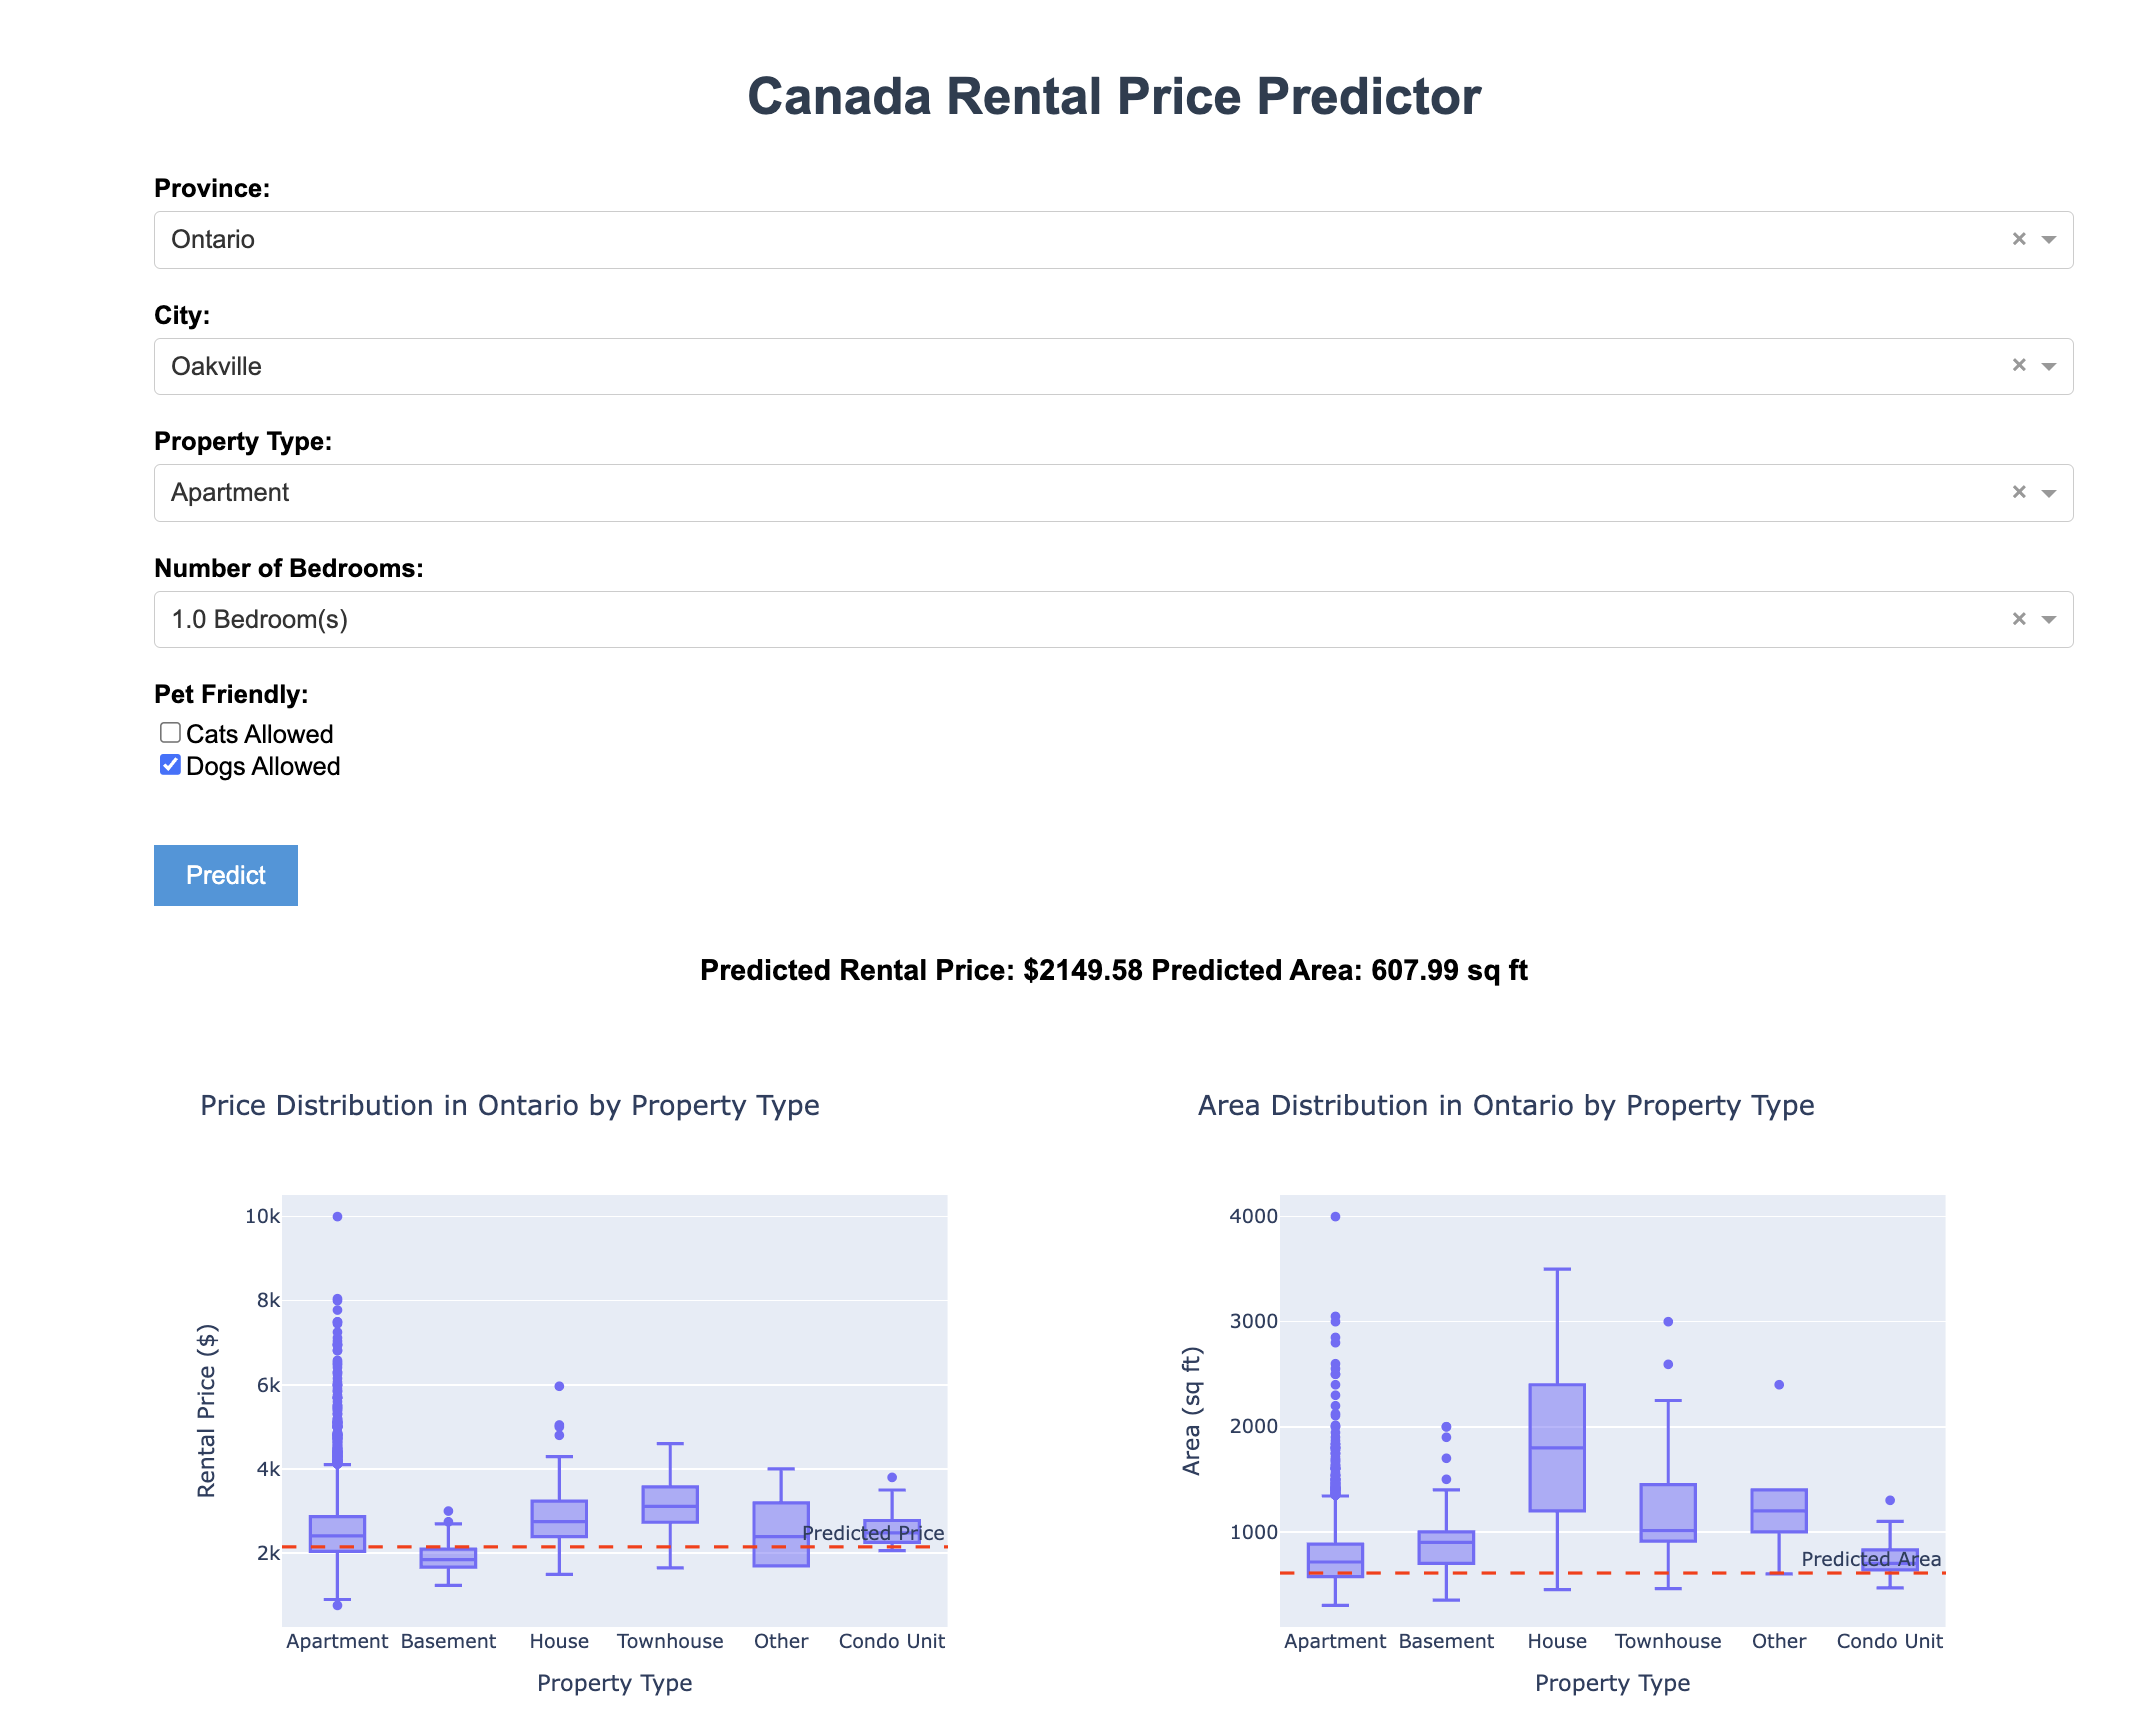 Canada Rental Price Predictor
Province:
Ontario
City:
Oakville
Property Type:
Apartment
Number of Bedrooms:
1.0 Bedroom(s)
Pet Friendly:
Cats Allowed
Dogs Allowed
Predict
Predicted Rental Price: $2149.58 Predicted Area: 607.99 sq ft
Price Distribution in Ontario by Property Type
10k
8k
6k
4k
2k
Rental Price ($)
Predicted Price
Apartment Basement House Townhouse Other Condo Unit
Property Type
Area Distribution in Ontario by Property Type
4000
3000
2000
1000
Area (sq ft)
Predicted Area
Apartment Basement House Townhouse Other Condo Unit
Property Type